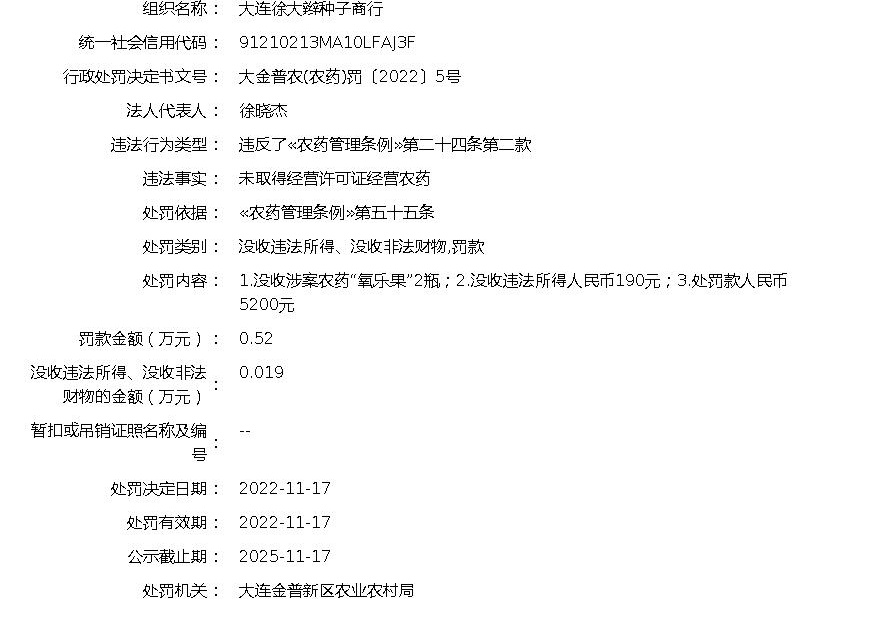 组织名称： 大连徐大辫种子商行
统一社会信用代码： 91210213MA10LFAJ3F
行政处罚决定书文号： 大金普农(农药)罚〔2022〕5号
法人代表人： 徐晓杰
违法行为类型： 违反了«农药管理条例»第二十四条第二款
违法事实： 未取得经营许可证经营农药
处罚依据： «农药管理条例»第五十五条
处罚类别： 没收违法所得、没收非法财物,罚款
处罚内容： 1.没收涉案农药“氧乐果”2瓶；2.没收违法所得人民币190元；3.处罚款人民币
5200元
罚款金额（万元）： 0.52
没收违法所得、没收非法
财物的金额（万元）： 0.019
暂扣或吊销证照名称及编
号： --
处罚决定日期： 2022-11-17
处罚有效期： 2022-11-17
公示截止期： 2025-11-17
处罚机关： 大连金普新区农业农村局